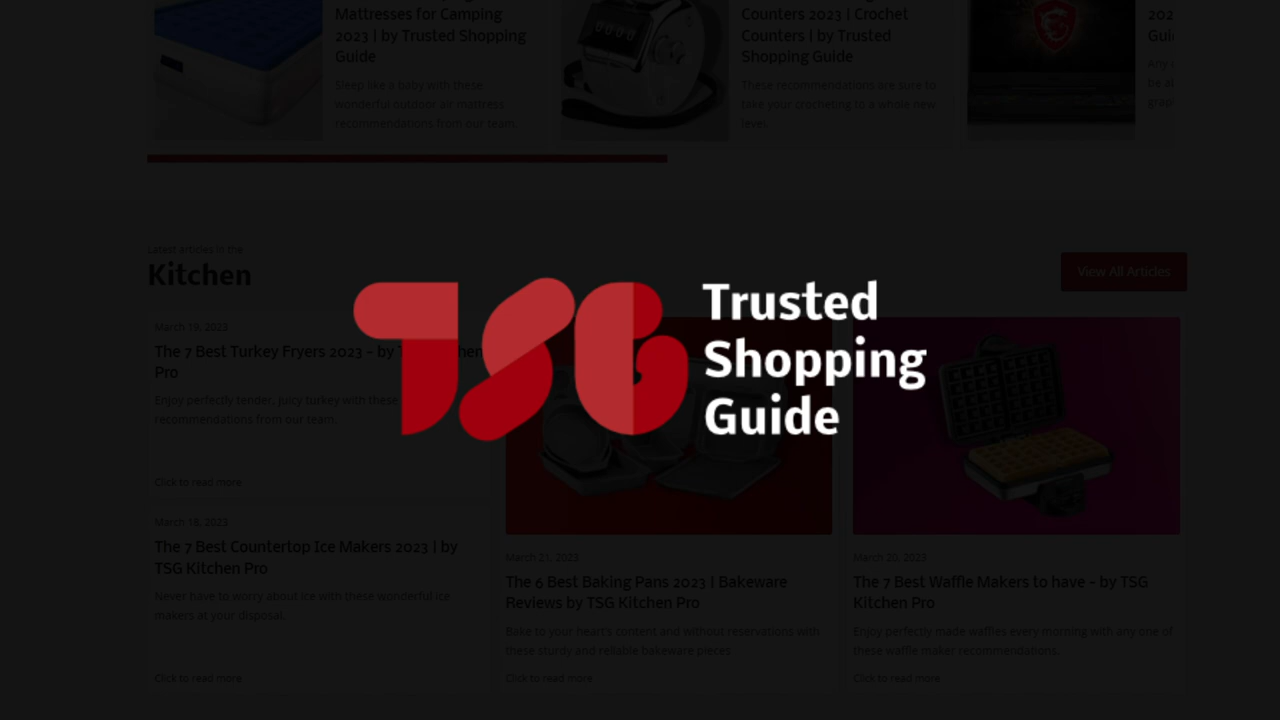 Mattresses for Camping
2023 | by Trusted Shopping
Guide
Sleep like a baby with these
wonderful outdoor air mattress
recommendations from our team.
Counters 2023 | Crochet
Counters | by Trusted
Shopping Guide
These recommendations are sure to
take your crocheting to a whole new
level.
202
Gui
Any
be a
grap
Latest articles in the
Kitchen
View All Articles
TSG
Trusted
Shopping
Guide
March 19, 2023
The 7 Best Turkey Fryers 2023 - by T hen
Pro
Enjoy perfectly tender, juicy turkey with these
recommendations from our team.
Click to read more
March 18, 2023
The 7 Best Countertop Ice Makers 2023 | by
TSG Kitchen Pro
Never have to worry about ice with these wonderful ice
makers at your disposal.
Click to read more
March 21, 2023
The 6 Best Baking Pans 2023 | Bakeware
Reviews by TSG Kitchen Pro
Bake to your heart's content and without reservations with
these sturdy and reliable bakeware pieces
Click to read more
March 20, 2023
The 7 Best Waffle Makers to have - by TSG
Kitchen Pro
Enjoy perfectly made waffles every morning with any one of
these waffle maker recommendations.
Click to read more